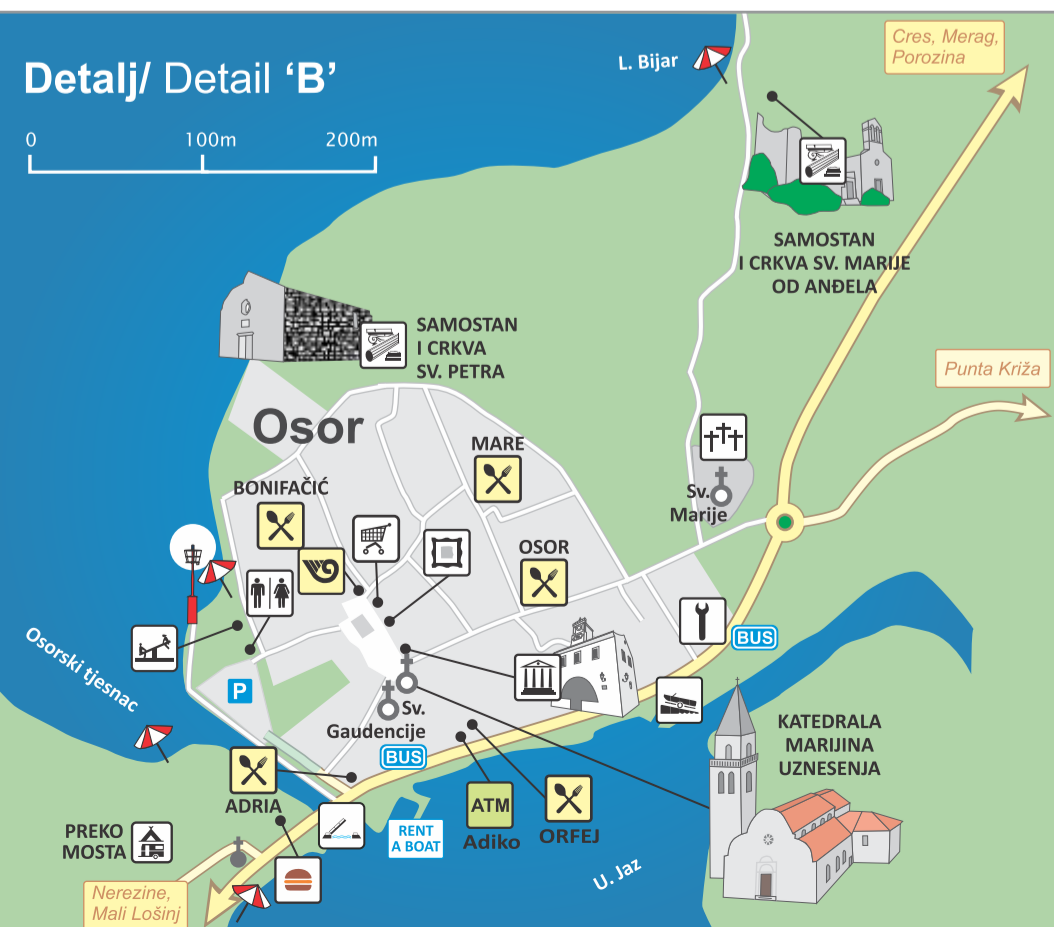 Detalj/ Detail ‘B’
0 100m 200m
L. Bijar
Cres, Merag,
Porozina
SAMOSTAN
I CRKVA SV. MARIJE
OD ANĐELA
SAMOSTAN
I CRKVA
SV. PETRA
Punta Križa
Osor
MARE
BONIFAČIĆ
Sv.
Marije
OSOR
BUS
Osorski tjesnac
P
Sv.
Gaudencije
BUS
KATEDRALA
MARIJINA
UZNESENJA
ADRIA
ATM
Adiko
ORFEJ
RENT
A BOAT
PREKO
MOSTA
U. Jaz
Nerezine,
Mali Lošinj